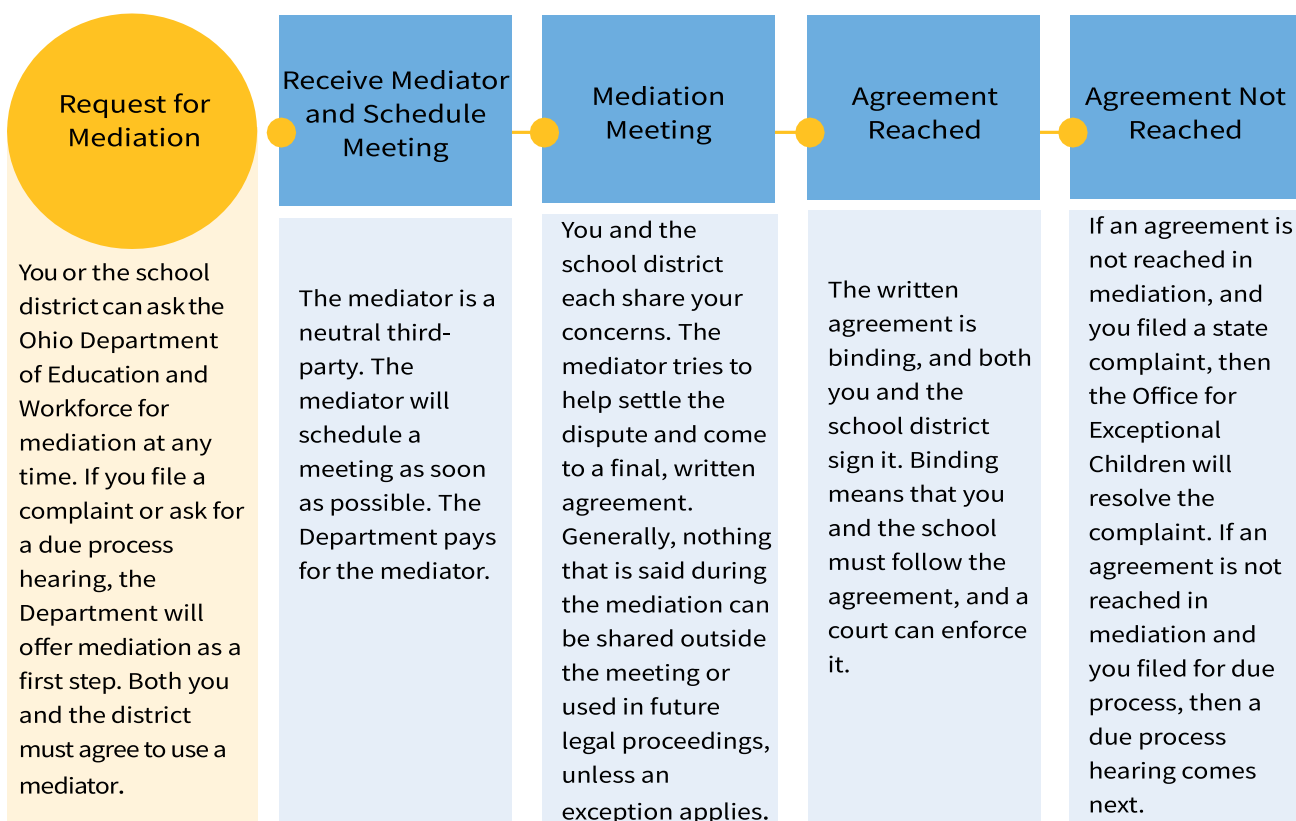 Request for
Mediation
You or the school
district can ask the
Ohio Department
of Education and
Workforce for
mediation at any
time. If you file a
complaint or ask for
a due process
hearing, the
Department will
offer mediation as a
first step. Both you
and the district
must agree to use a
mediator.
Receive Mediator
and Schedule
Meeting
The mediator is a
neutral third-
party. The
mediator will
schedule a
meeting as soon
as possible. The
Department pays
for the mediator.
Mediation
Meeting
You and the
school district
each share your
concerns. The
mediator tries to
help settle the
dispute and come
to a final, written
agreement.
Generally, nothing
that is said during
the mediation can
be shared outside
the meeting or
used in future
legal proceedings,
unless an
exception applies.
Agreement
Reached
The written
agreement is
binding, and both
you and the
school district
sign it. Binding
means that you
and the school
must follow the
agreement, and a
court can enforce
it.
Agreement Not
Reached
If an agreement is
not reached in
mediation, and
you filed a state
complaint, then
the Office for
Exceptional
Children will
resolve the
complaint. If an
agreement is not
reached in
mediation and
you filed for due
process, then a
due process
hearing comes
next.